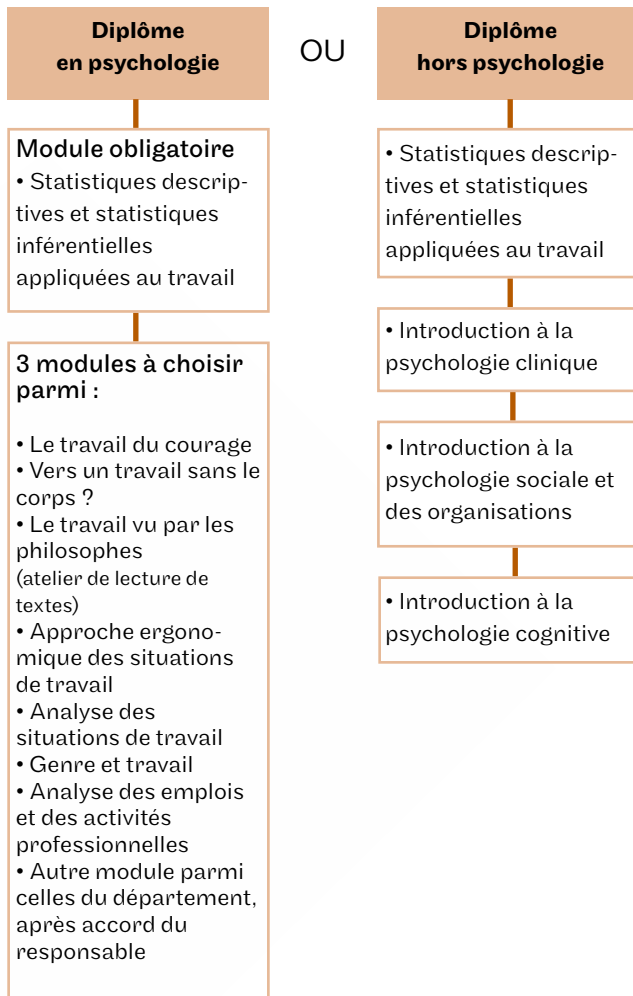 Diplôme
en psychologie
OU
Diplôme
hors psychologie
Module obligatoire
• Statistiques descrip-
tives et statistiques
inférentielles
appliquées au travail
3 modules à choisir
parmi :
• Le travail du courage
• Vers un travail sans le
corps ?
• Le travail vu par les
philosophes
(atelier de lecture de
textes)
• Approche ergono-
mique des situations
de travail
• Analyse des
situations de travail
• Genre et travail
• Analyse des emplois
et des activités
professionnelles
• Autre module parmi
celles du département,
après accord du
responsable
• Statistiques descrip-
tives et statistiques
inférentielles
appliquées au travail
• Introduction à la
psychologie clinique
• Introduction à la
psychologie sociale et
des organisations
• Introduction à la
psychologie cognitive